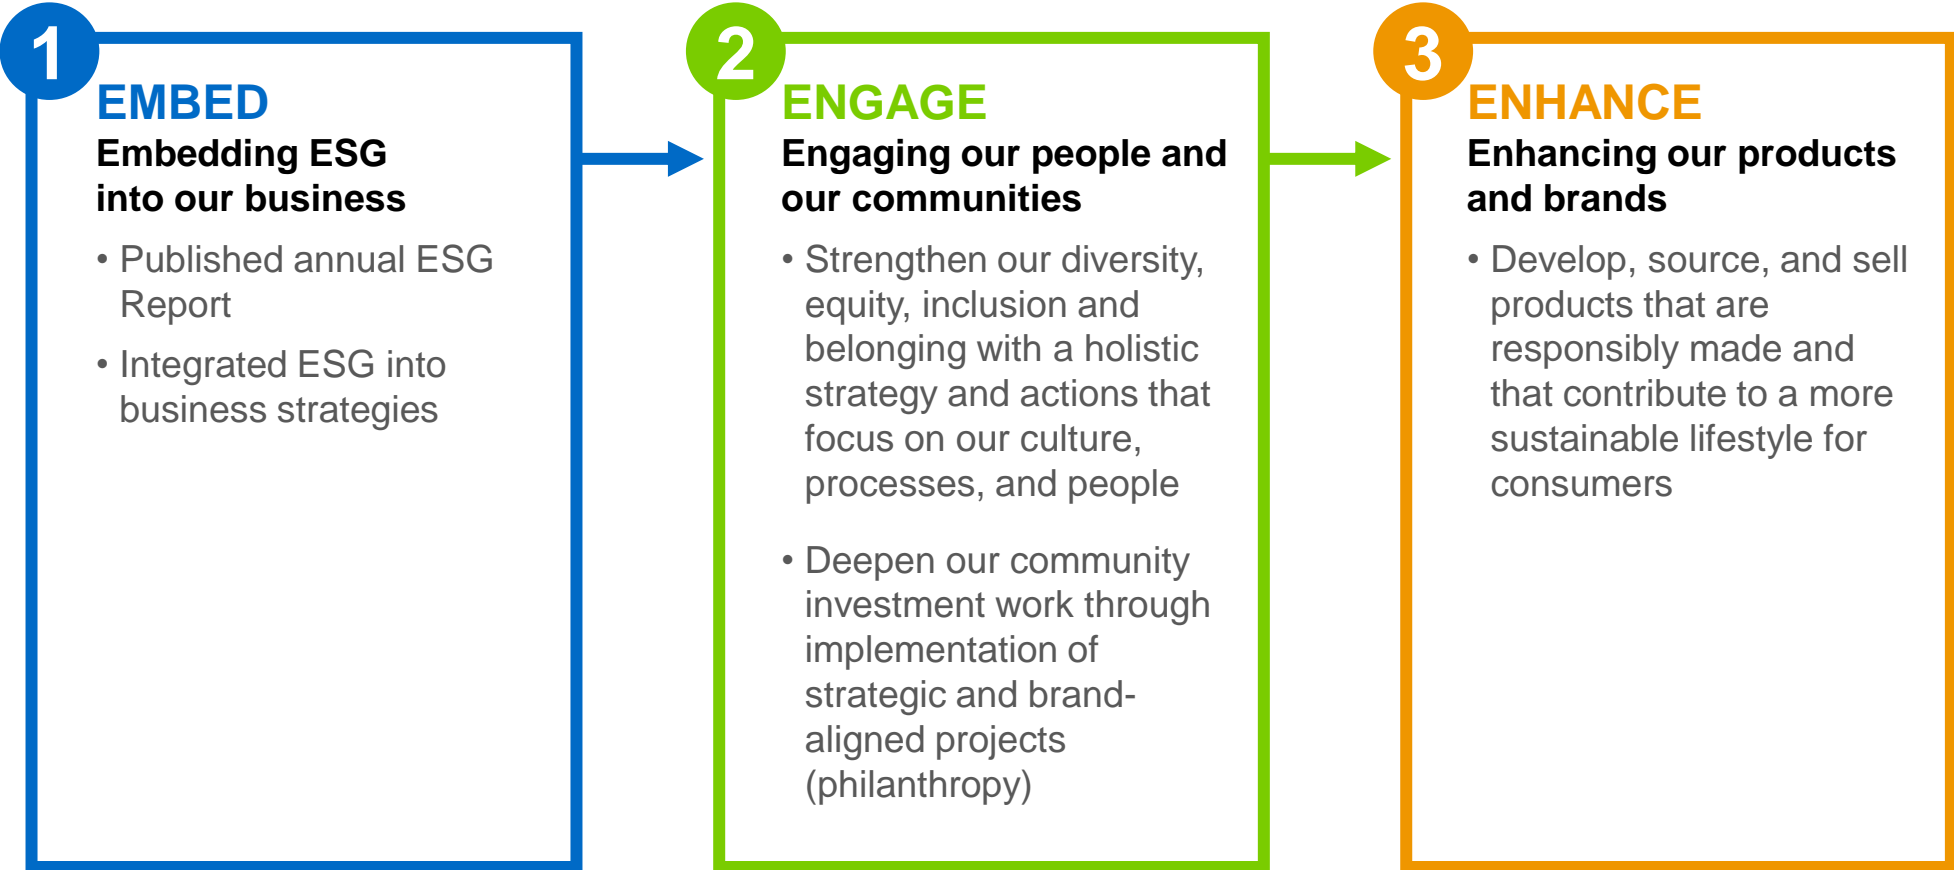 1
EMBED
Embedding ESG
into our business
• Published annual ESG
Report
• Integrated ESG into
business strategies
2
ENGAGE
Engaging our people and
our communities
• Strengthen our diversity,
equity, inclusion and
belonging with a holistic
strategy and actions that
focus on our culture,
processes, and people
• Deepen our community
investment work through
implementation of
strategic and brand-
aligned projects
(philanthropy)
3
ENHANCE
Enhancing our products
and brands
• Develop, source, and sell
products that are
responsibly made and
that contribute to a more
sustainable lifestyle for
consumers